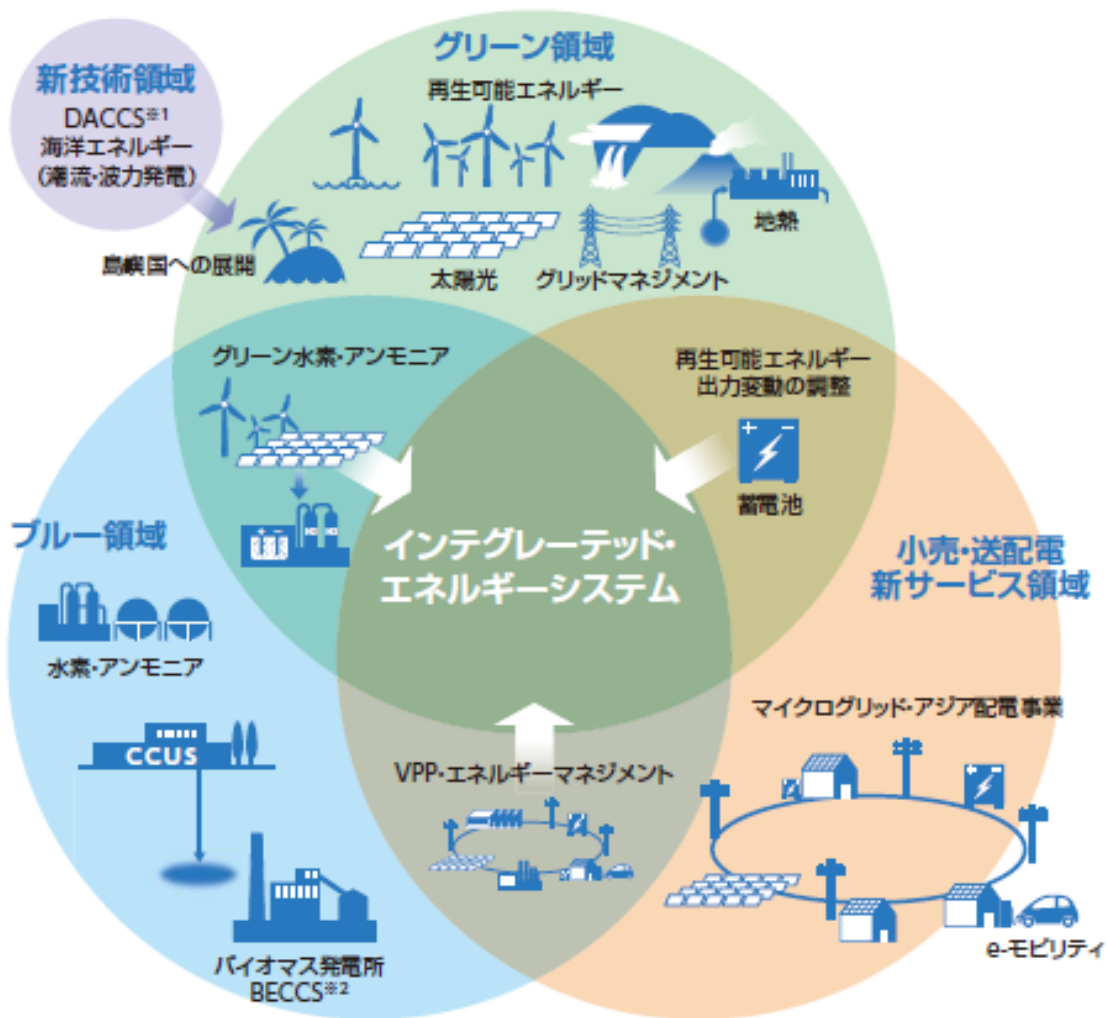 グリーン領域
再生可能エネルギー
新技術領域
DACCS※1
海洋エネルギー
(潮流・波力発電)
島嶼国への展開
太陽光
グリッドマネジメント
地熱
グリーン水素・アンモニア
再生可能エネルギー
出力変動の調整
蓄電池
ブルー領域
インテグレーテッド・
エネルギーシステム
小売・送配電
新サービス領域
水素・アンモニア
CCUS
VPP・エネルギーマネジメント
マイクログリッド・アジア配電事業
バイオマス発電所
BECCS※2
e-モビリティ